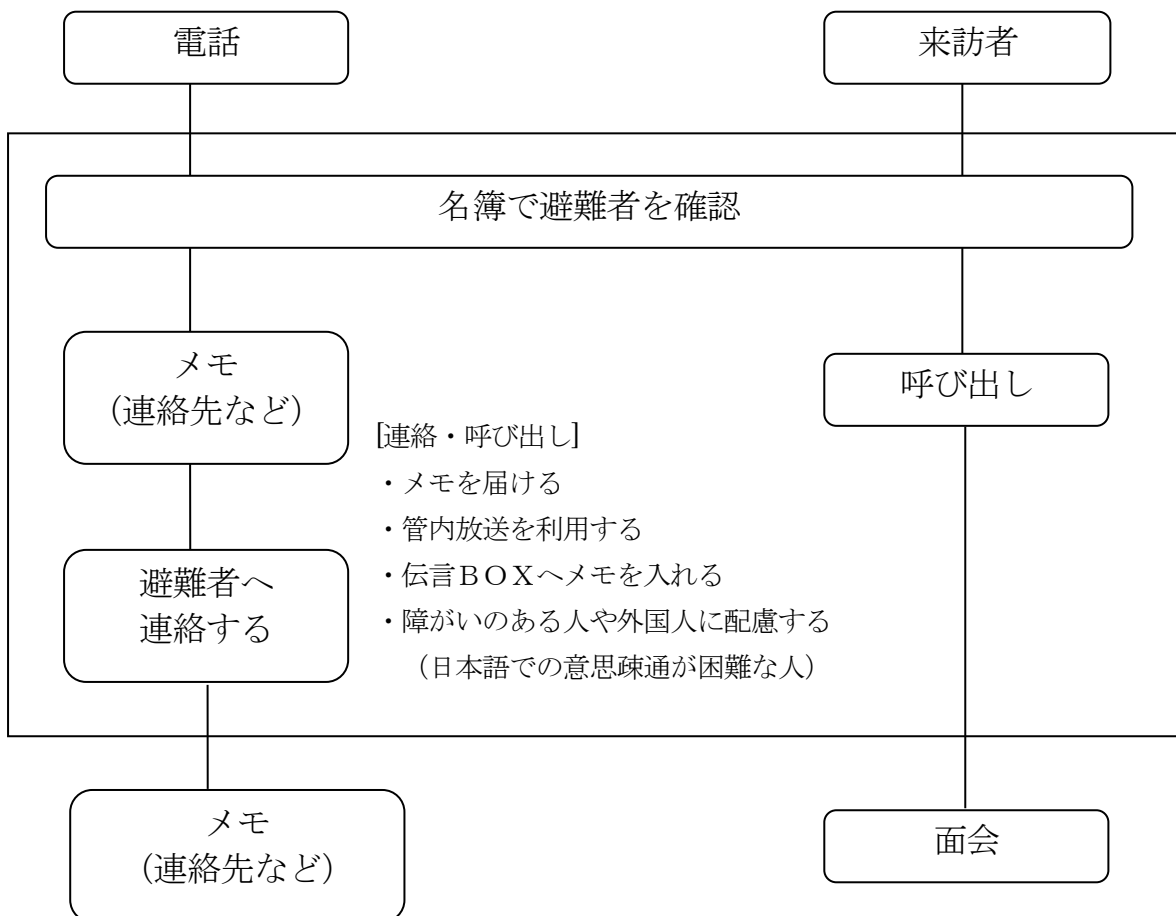 電話
来訪者
名簿で避難者を確認
メモ
（連絡先など）
呼び出し
[連絡・呼び出し]
・メモを届ける
・管内放送を利用する
・伝言ＢＯＸへメモを入れる
・障がいのある人や外国人に配慮する
（日本語での意思疎通が困難な人）
避難者へ
連絡する
メモ
（連絡先など）
面会